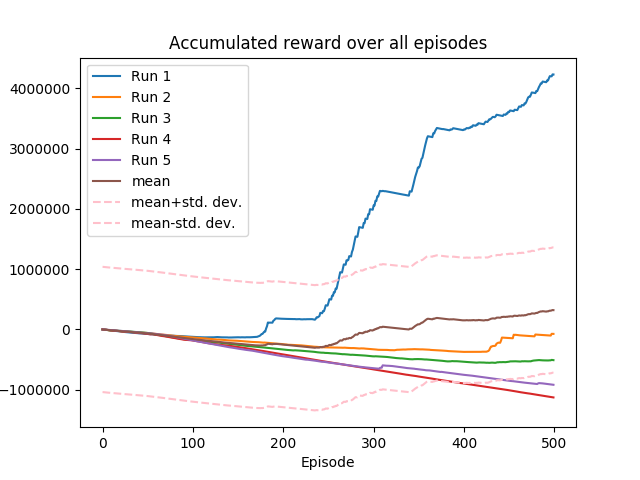 Accumulated reward over all episodes
4000000
3000000
2000000
1000000
0
−1000000
Run 1
Run 2
Run 3
Run 4
Run 5
mean
mean+std. dev.
mean-std. dev.
0 100 200 300 400 500
Episode